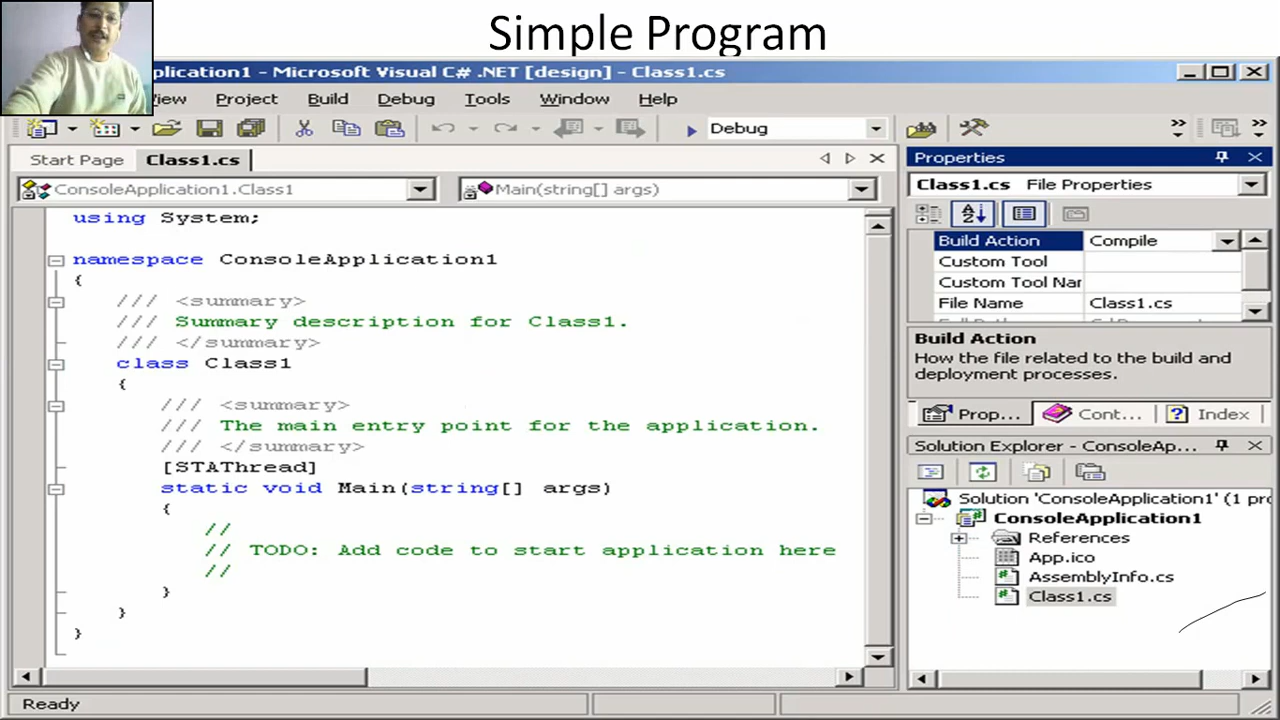 Simple Program
plication1 - Microsoft Visual C# .NET [design] - Class1.cs
View Project Build Debug Tools Window Help
Debug
Start Page Class1.cs
ConsoleApplication1.Class1 Main(string[] args)
using System;
namespace ConsoleApplication1
{
/// <summary>
/// Summary description for Class1.
/// </summary>
class Class1
{
/// <summary>
/// The main entry point for the application.
/// </summary>
[STAThread]
static void Main(string[] args)
{
//
// TODO: Add code to start application here
//
}
}
}
Ready
Properties
Class1.cs File Properties
Build Action Compile
Custom Tool
Custom Tool Nar
File Name Class1.cs
Build Action
How the file related to the build and
deployment processes.
Prop... Cont... Index
Solution Explorer - ConsoleAp...
Solution 'ConsoleApplication1' (1 pro
ConsoleApplication1
References
App.ico
AssemblyInfo.cs
Class1.cs